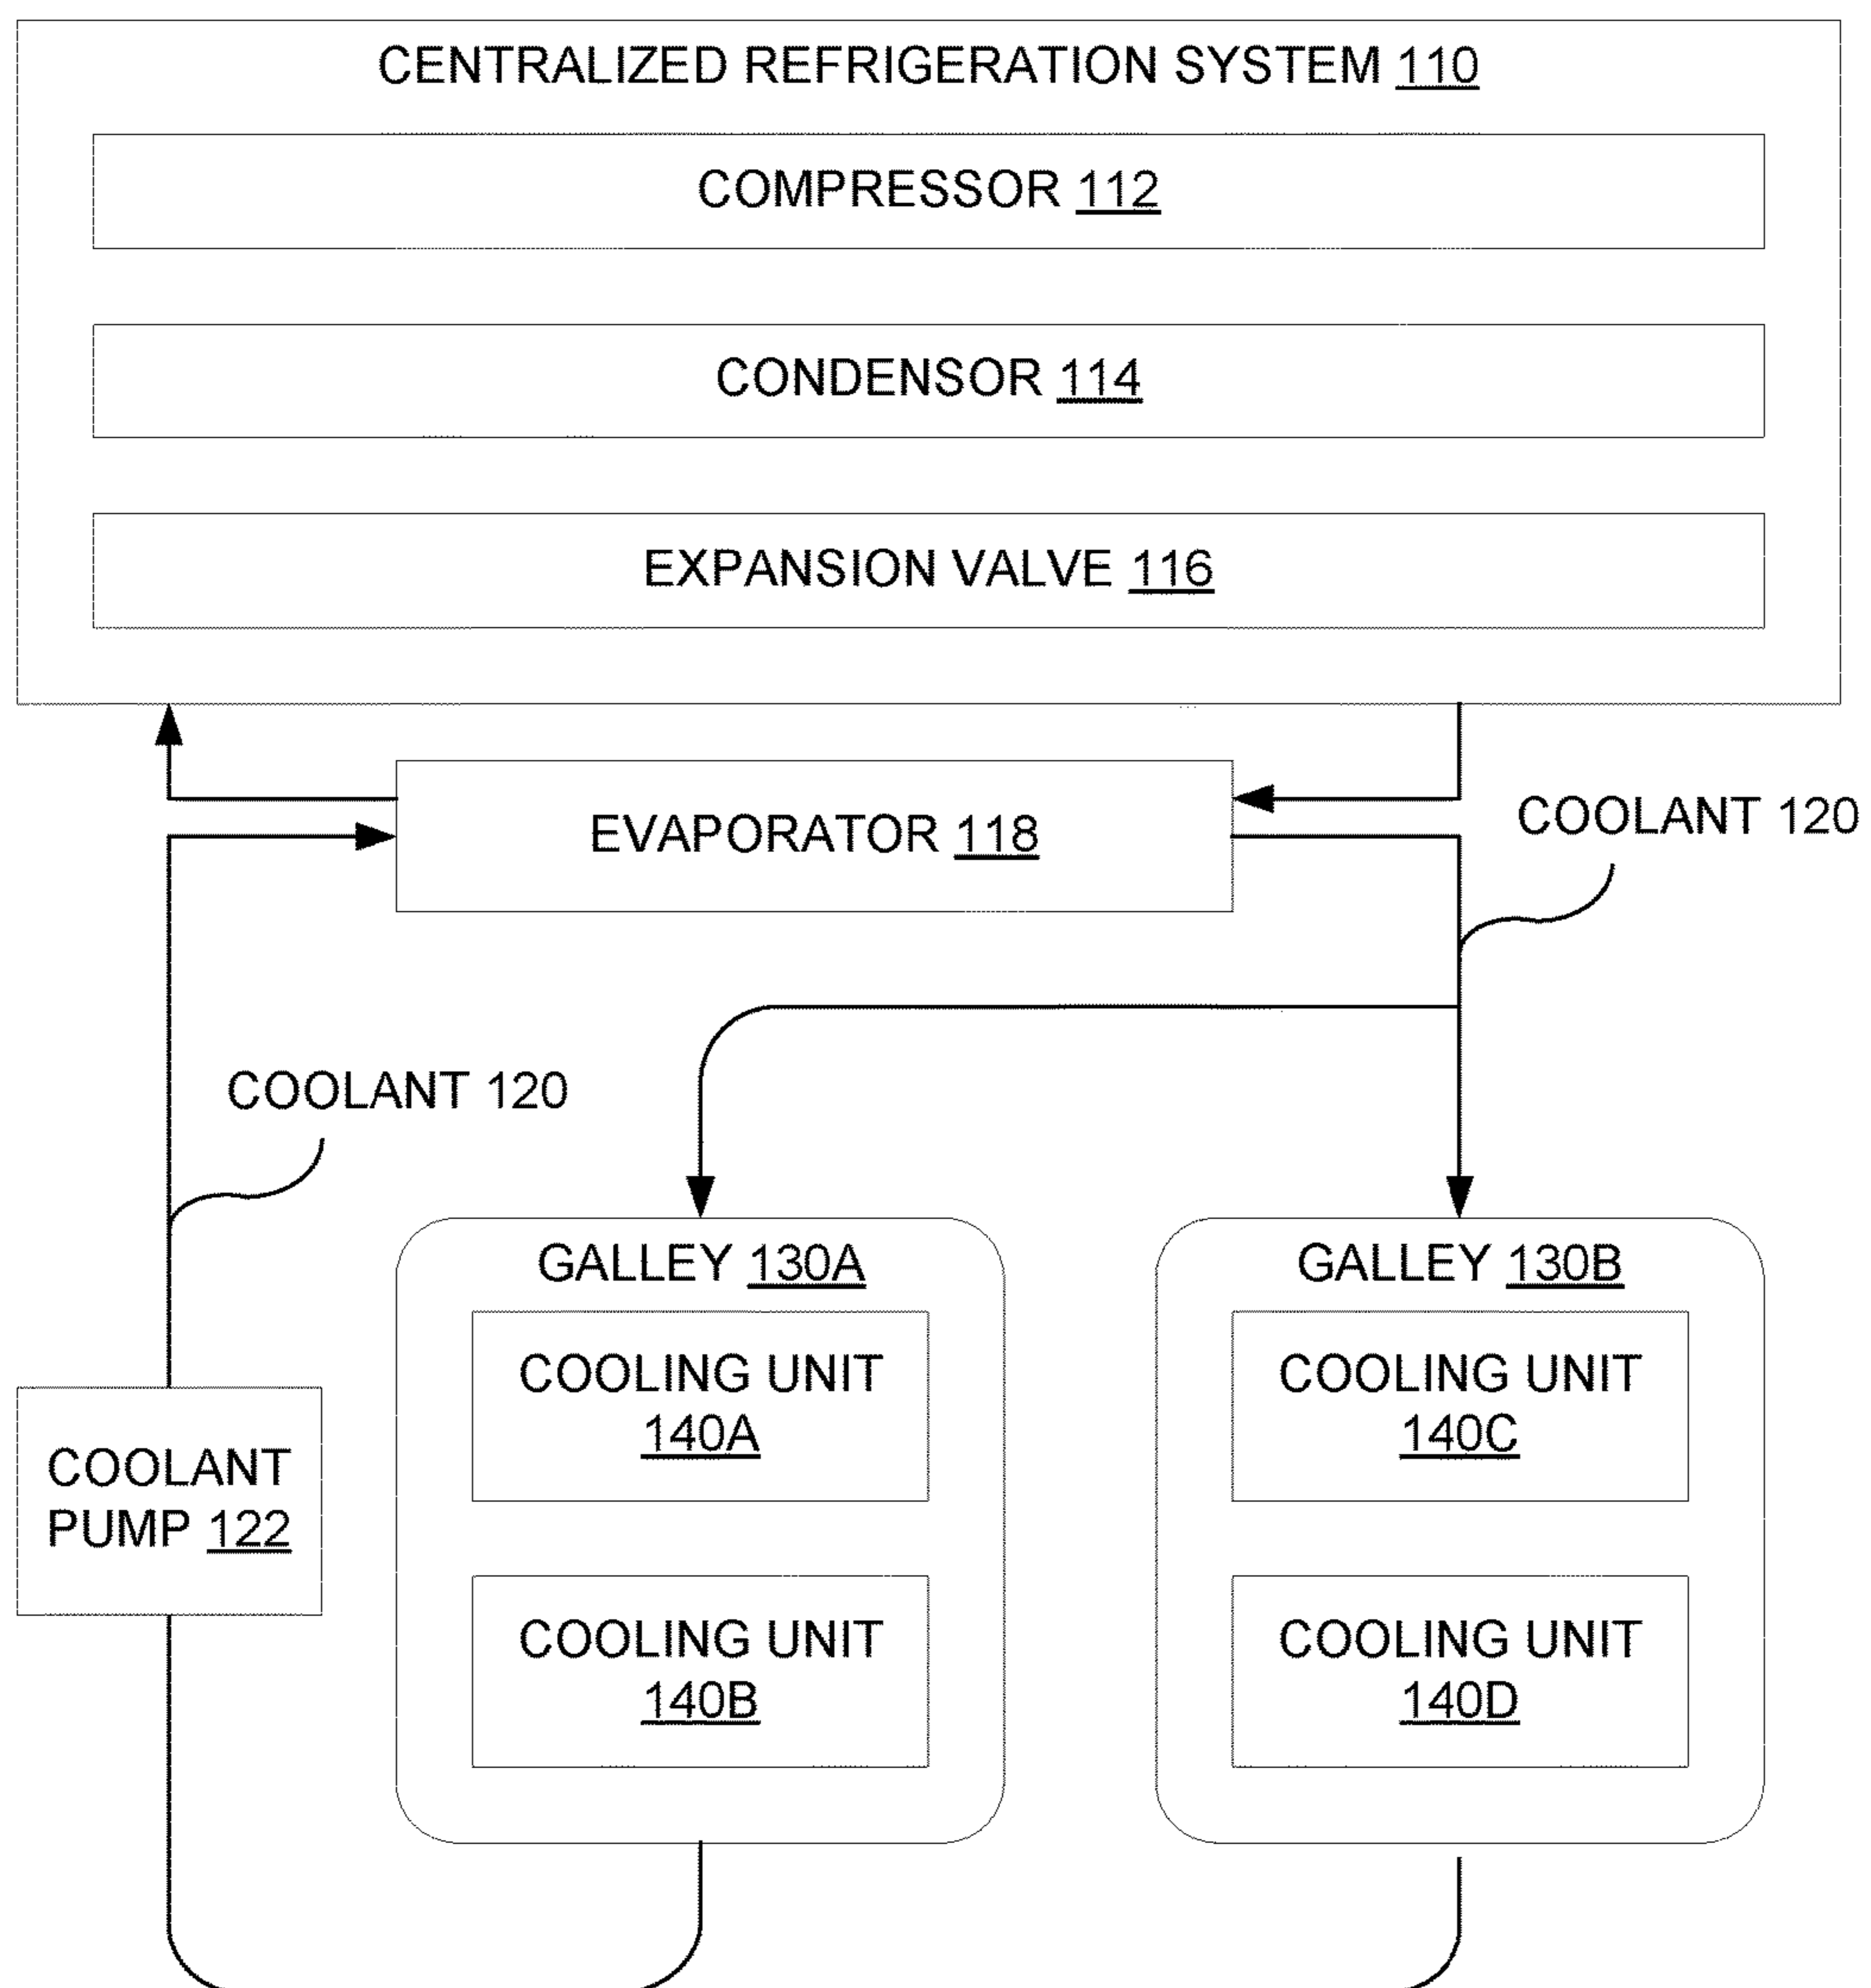 CENTRALIZED REFRIGERATION SYSTEM 110
COMPRESSOR 112
CONDENSOR 114
EXPANSION VALVE 116
EVAPORATOR 118
COOLANT 120
COOLANT 120
GALLEY 130A
COOLING UNIT
140A
COOLING UNIT
140B
GALLEY 130B
COOLING UNIT
140C
COOLING UNIT
140D
COOLANT
PUMP 122